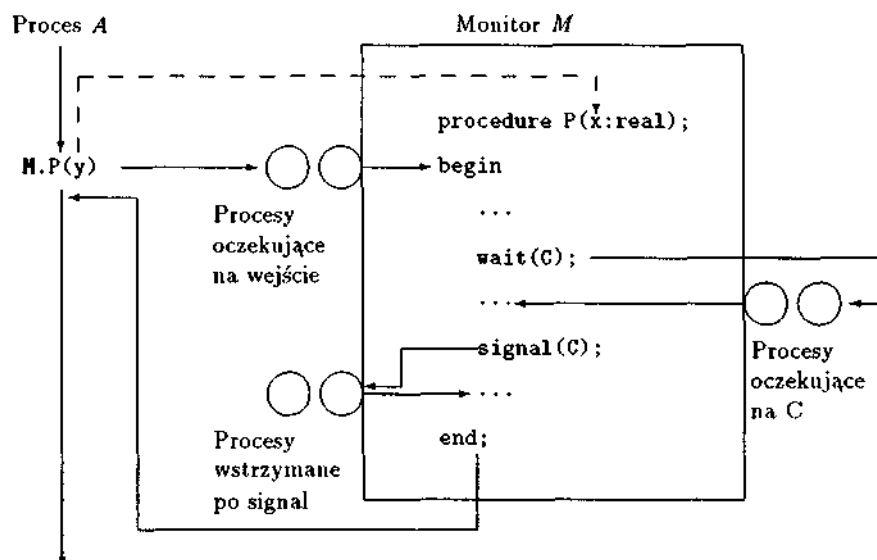 Proces A
Monitor M
procedure P(x:real);
M.P(y)
begin
Procesy
oczekujące
na wejście
...
wait(C);
...
signal(C);
Procesy
oczekujące
na C
...
Procesy
wstrzymane
po signal
end;